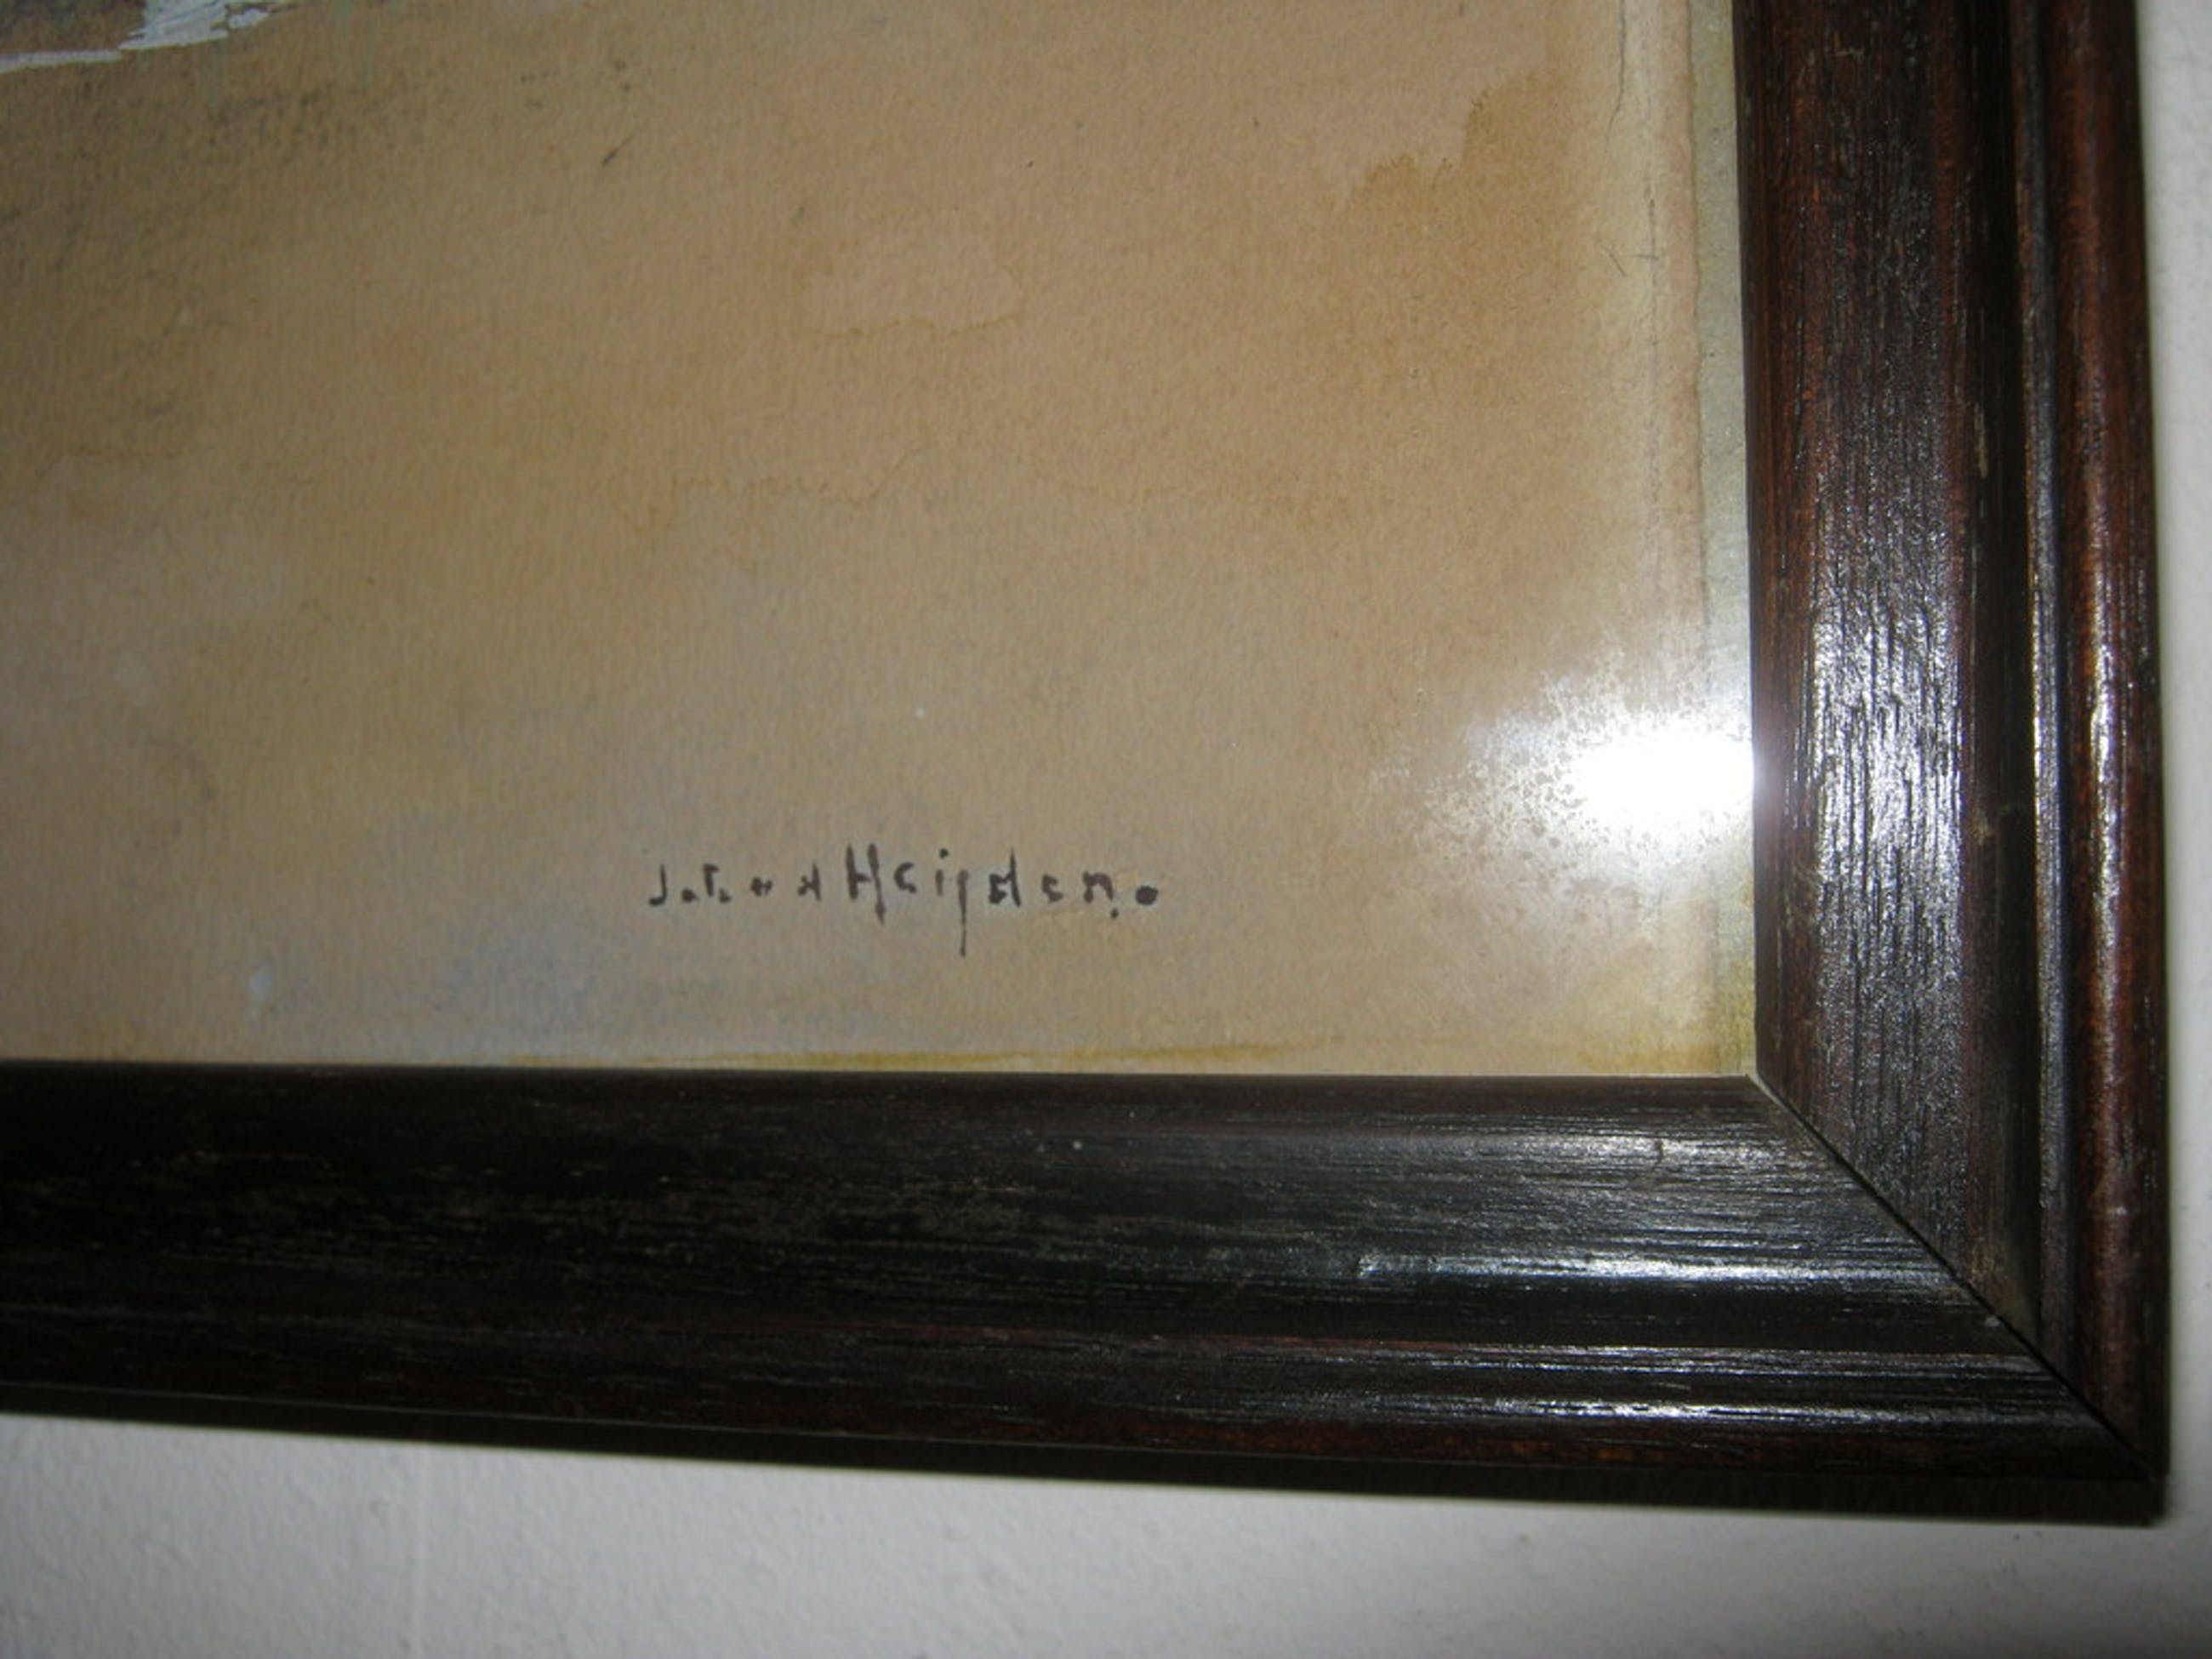 J.T. v d Heijden.